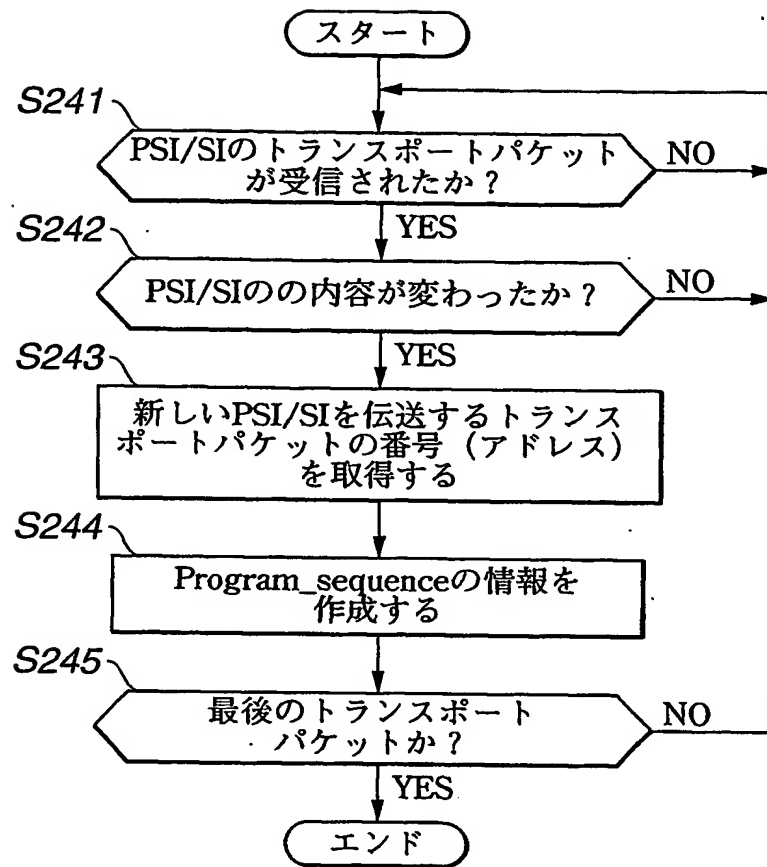 スタート
S241
PSI/SIのトランスポートパケット
が受信されたか?
NO
YES
S242
PSI/SIのの内容が変わったか?
NO
YES
S243
新しいPSI/SIを伝送するトランス
ポートパケットの番号(アドレス)
を取得する
S244
Program_sequenceの情報を
作成する
S245
最後のトランスポート
パケットか?
NO
YES
エンド